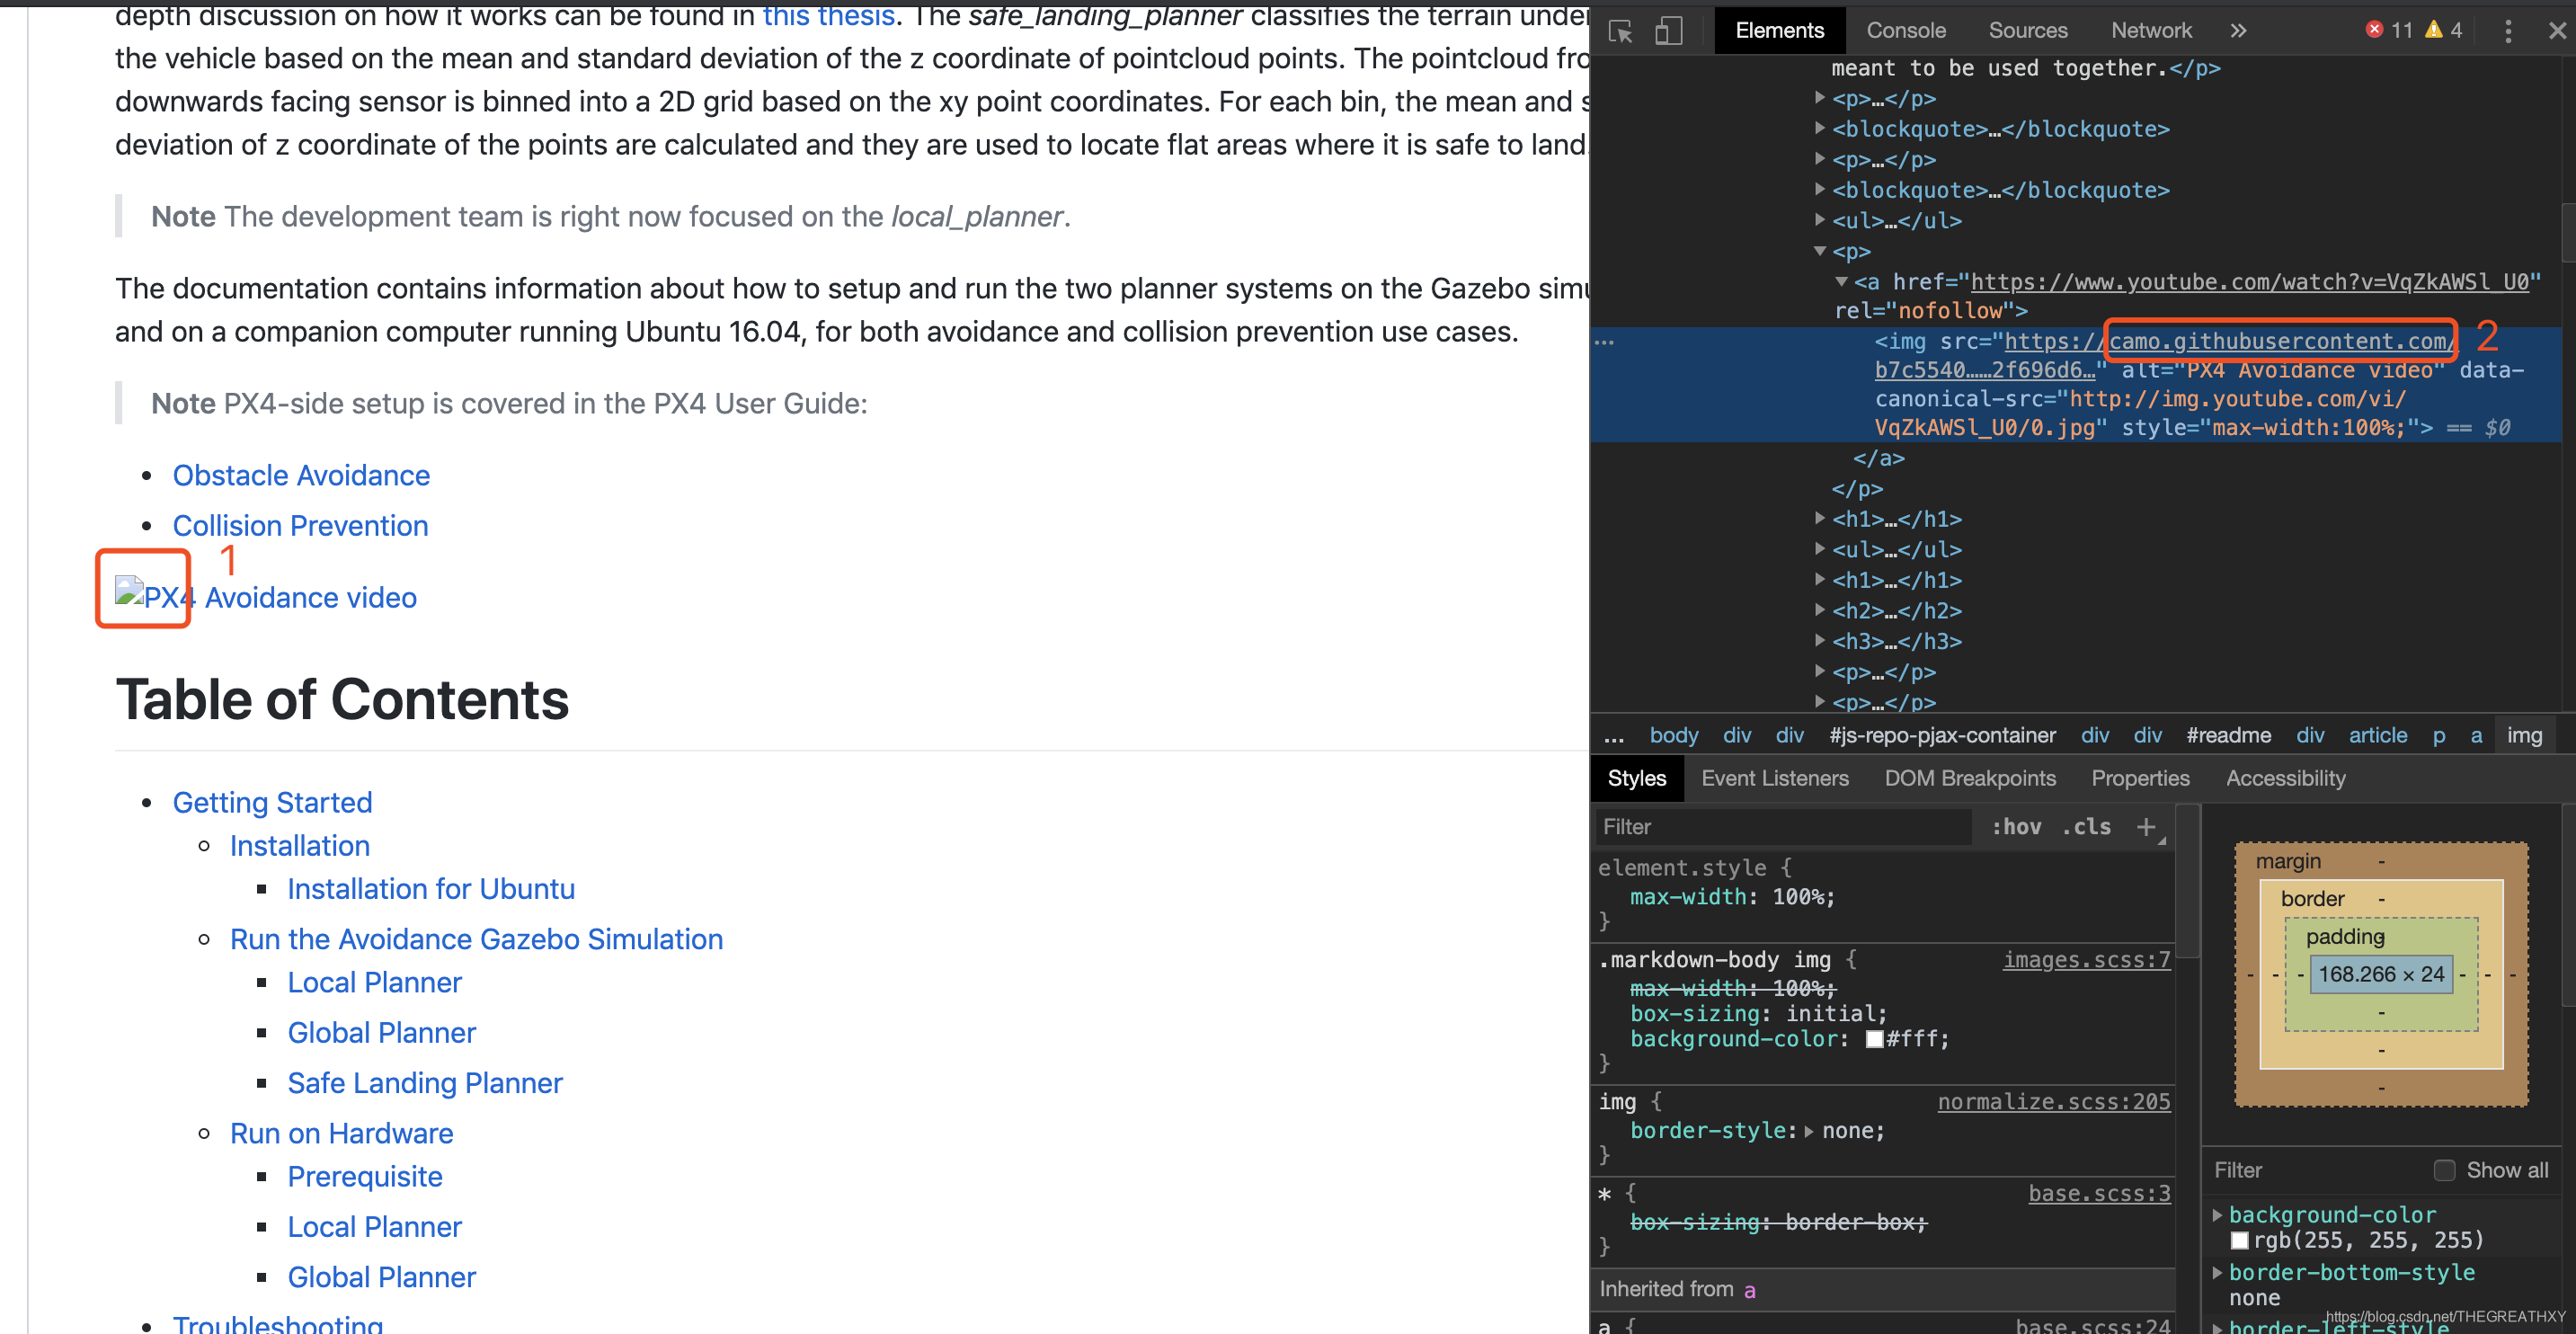 depth discussion on how it works can be found in this thesis. The safe_landing_planner classifies the terrain under
the vehicle based on the mean and standard deviation of the z coordinate of pointcloud points. The pointcloud fro
downwards facing sensor is binned into a 2D grid based on the xy point coordinates. For each bin, the mean and s
deviation of z coordinate of the points are calculated and they are used to locate flat areas where it is safe to land.
Note The development team is right now focused on the local_planner.
The documentation contains information about how to setup and run the two planner systems on the Gazebo simu
and on a companion computer running Ubuntu 16.04, for both avoidance and collision prevention use cases.
Note PX4-side setup is covered in the PX4 User Guide:
• Obstacle Avoidance
• Collision Prevention
1
PX4 Avoidance video
Table of Contents
• Getting Started
Installation
Installation for Ubuntu
Run the Avoidance Gazebo Simulation
Local Planner
Global Planner
Safe Landing Planner
Run on Hardware
Prerequisite
Local Planner
Global Planner
• Troubleshooting
Elements Console Sources Network » 11 4
meant to be used together.</p>
<p>…</p>
<blockquote>…</blockquote>
<p>…</p>
<blockquote>…</blockquote>
<ul>…</ul>
<p>
<a href="https://www.youtube.com/watch?v=VqZkAWSl_U0"
rel="nofollow">
<img src="https://camo.githubusercontent.com/ 2
b7c5540……2f696d6…" alt="PX4 Avoidance video" data-
canonical-src="http://img.youtube.com/vi/
VqZkAWSl_U0/0.jpg" style="max-width:100%;"> == $0
</a>
</p>
<h1>…</h1>
<ul>…</ul>
<h1>…</h1>
<h2>…</h2>
<h3>…</h3>
<p>…</p>
<p>…</p>
… body div div #js-repo-pjax-container div div #readme div article p a img
Styles Event Listeners DOM Breakpoints Properties Accessibility
Filter :hov .cls +
element.style {
max-width: 100%;
}
.markdown-body img { images.scss:7
max-width: 100%;
box-sizing: initial;
background-color: #fff;
}
img { normalize.scss:205
border-style: none;
}
* { base.scss:3
box-sizing: border-box;
}
Inherited from a
a { base.scss:24
margin -
border -
padding -
- - - 168.266 × 24 - - -
-
-
-
Filter Show all
background-color
rgb(255, 255, 255)
border-bottom-style
none
border-left-style
https://blog.csdn.net/THEGREATHXY